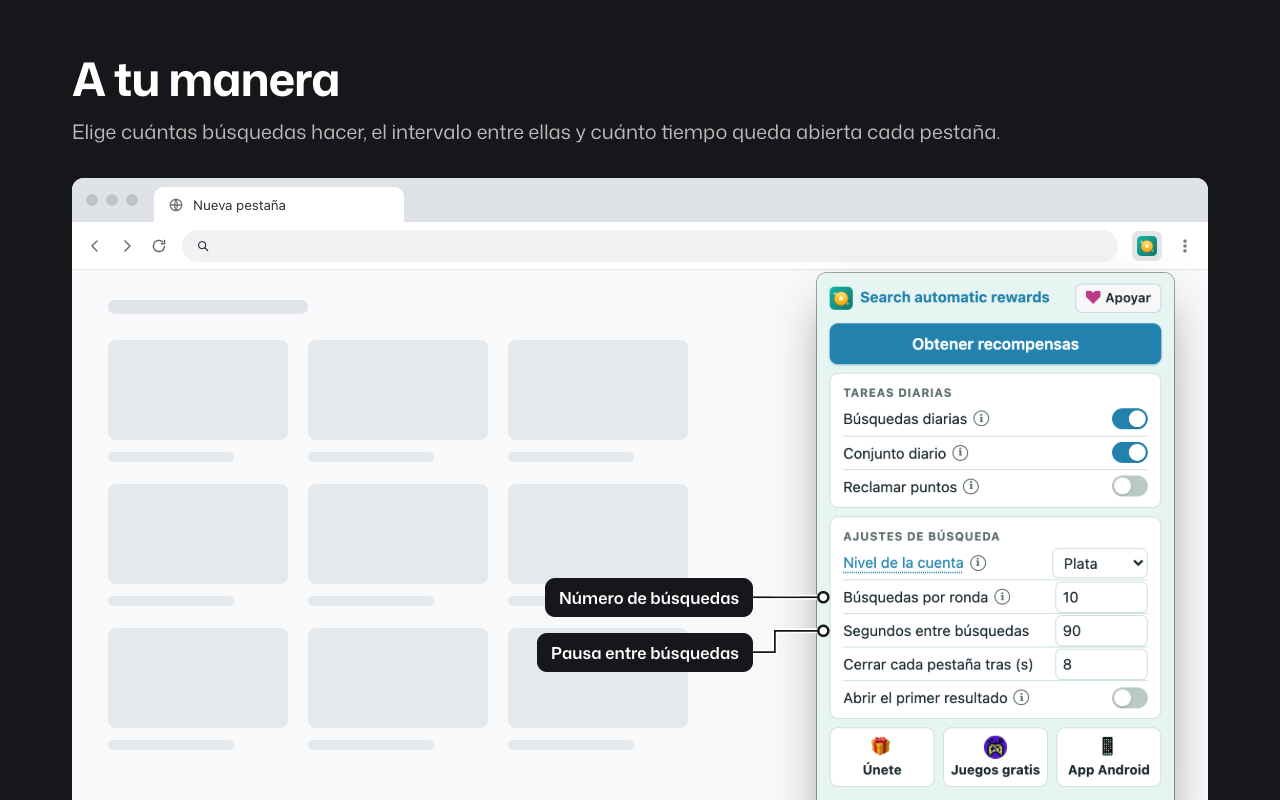 A tu manera
Elige cuántas búsquedas hacer, el intervalo entre ellas y cuánto tiempo queda abierta cada pestaña.
Nueva pestaña
Search automatic rewards
Apoyar
Obtener recompensas
TAREAS DIARIAS
Búsquedas diarias
Conjunto diario
Reclamar puntos
AJUSTES DE BÚSQUEDA
Nivel de la cuenta
Plata
Número de búsquedas
Búsquedas por ronda
10
Pausa entre búsquedas
Segundos entre búsquedas
90
Cerrar cada pestaña tras (s)
8
Abrir el primer resultado
Únete
Juegos gratis
App Android